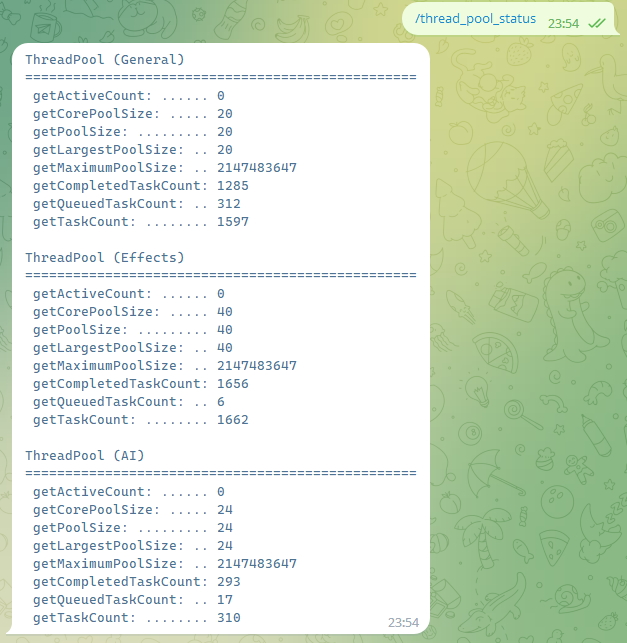 /thread_pool_status 23:54
ThreadPool (General)
=================================================
getActiveCount: ...... 0
getCorePoolSize: ..... 20
getPoolSize: ......... 20
getLargestPoolSize: .. 20
getMaximumPoolSize: .. 2147483647
getCompletedTaskCount: 1285
getQueuedTaskCount: .. 312
getTaskCount: ........ 1597
ThreadPool (Effects)
=================================================
getActiveCount: ...... 0
getCorePoolSize: ..... 40
getPoolSize: ......... 40
getLargestPoolSize: .. 40
getMaximumPoolSize: .. 2147483647
getCompletedTaskCount: 1656
getQueuedTaskCount: .. 6
getTaskCount: ........ 1662
ThreadPool (AI)
=================================================
getActiveCount: ...... 0
getCorePoolSize: ..... 24
getPoolSize: ......... 24
getLargestPoolSize: .. 24
getMaximumPoolSize: .. 2147483647
getCompletedTaskCount: 293
getQueuedTaskCount: .. 17
getTaskCount: ........ 310
23:54